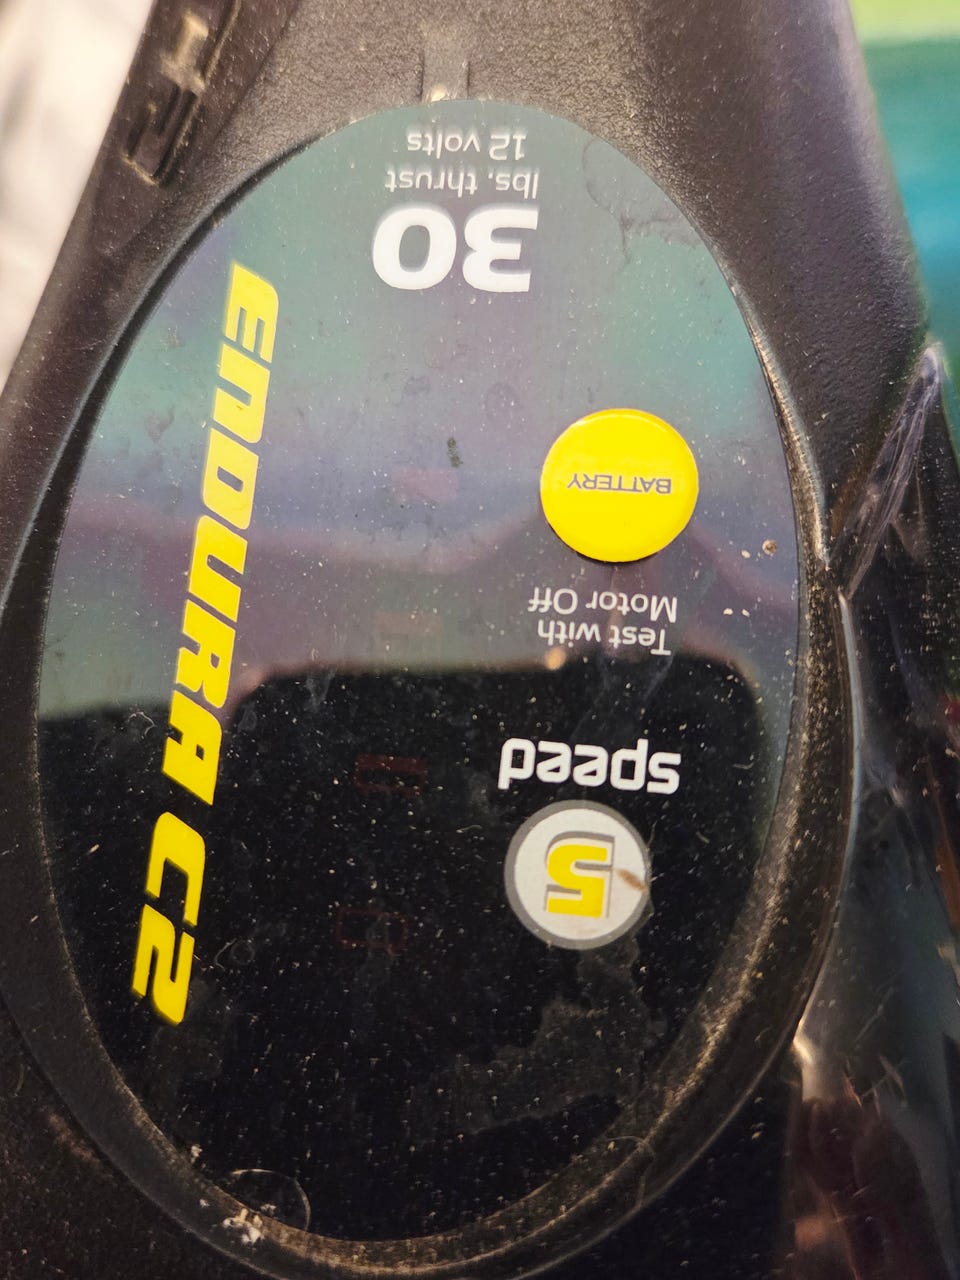 5
speed
Test with
Motor Off
BATTERY
30
lbs. thrust
12 volts
ENDURA C2